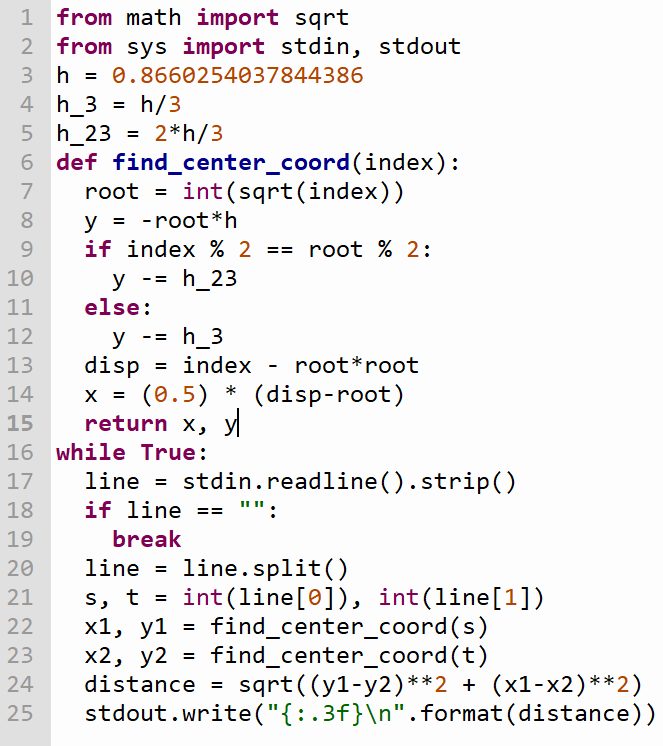 1 from math import sqrt
2 from sys import stdin, stdout
3 h = 0.8660254037844386
4 h_3 = h/3
5 h_23 = 2*h/3
6 def find_center_coord(index):
7   root = int(sqrt(index))
8   y = -root*h
9   if index % 2 == root % 2:
10     y -= h_23
11   else:
12     y -= h_3
13   disp = index - root*root
14   x = (0.5) * (disp-root)
15   return x, y
16 while True:
17   line = stdin.readline().strip()
18   if line == "":
19     break
20   line = line.split()
21   s, t = int(line[0]), int(line[1])
22   x1, y1 = find_center_coord(s)
23   x2, y2 = find_center_coord(t)
24   distance = sqrt((y1-y2)**2 + (x1-x2)**2)
25   stdout.write("{:.3f}\n".format(distance))